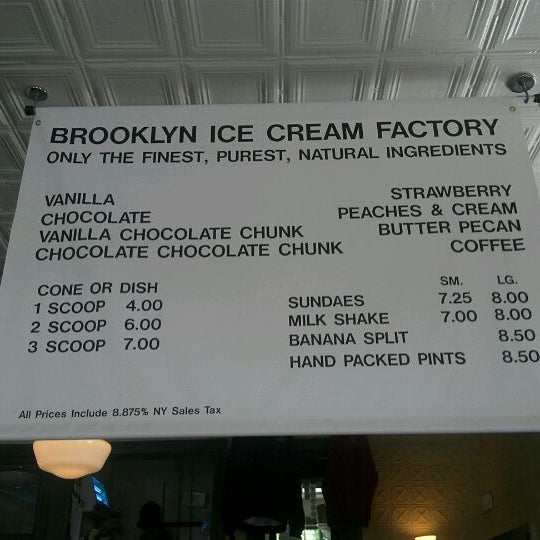 BROOKLYN ICE CREAM FACTORY
ONLY THE FINEST, PUREST, NATURAL INGREDIENTS
VANILLA STRAWBERRY
CHOCOLATE PEACHES & CREAM
VANILLA CHOCOLATE CHUNK BUTTER PECAN
CHOCOLATE CHOCOLATE CHUNK COFFEE
CONE OR DISH
1 SCOOP 4.00
2 SCOOP 6.00
3 SCOOP 7.00
SM. LG.
SUNDAES 7.25 8.00
MILK SHAKE 7.00 8.00
BANANA SPLIT 8.50
HAND PACKED PINTS 8.50
All Prices Include 8.875% NY Sales Tax